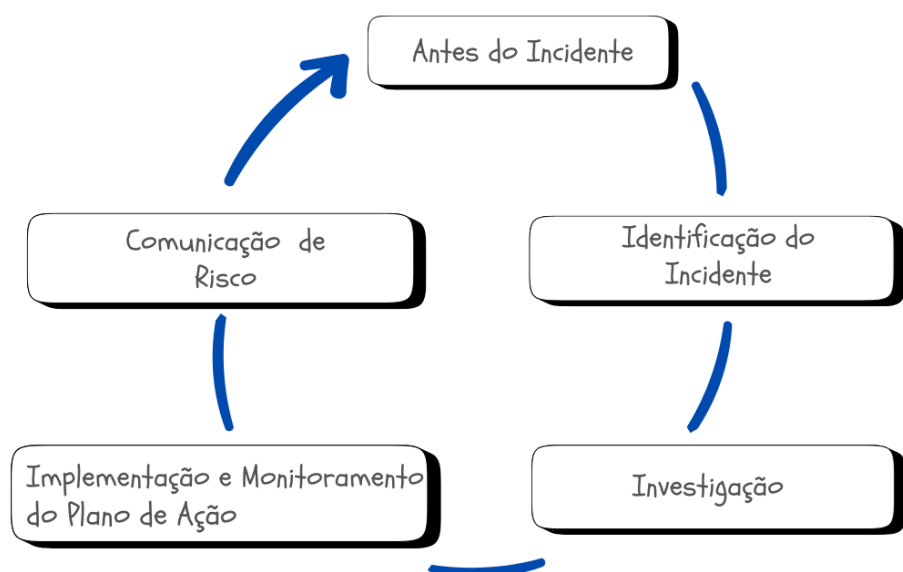 Antes do Incidente
Identificação do
Incidente
Investigação
Implementação e Monitoramento
do Plano de Ação
Comunicação de
Risco